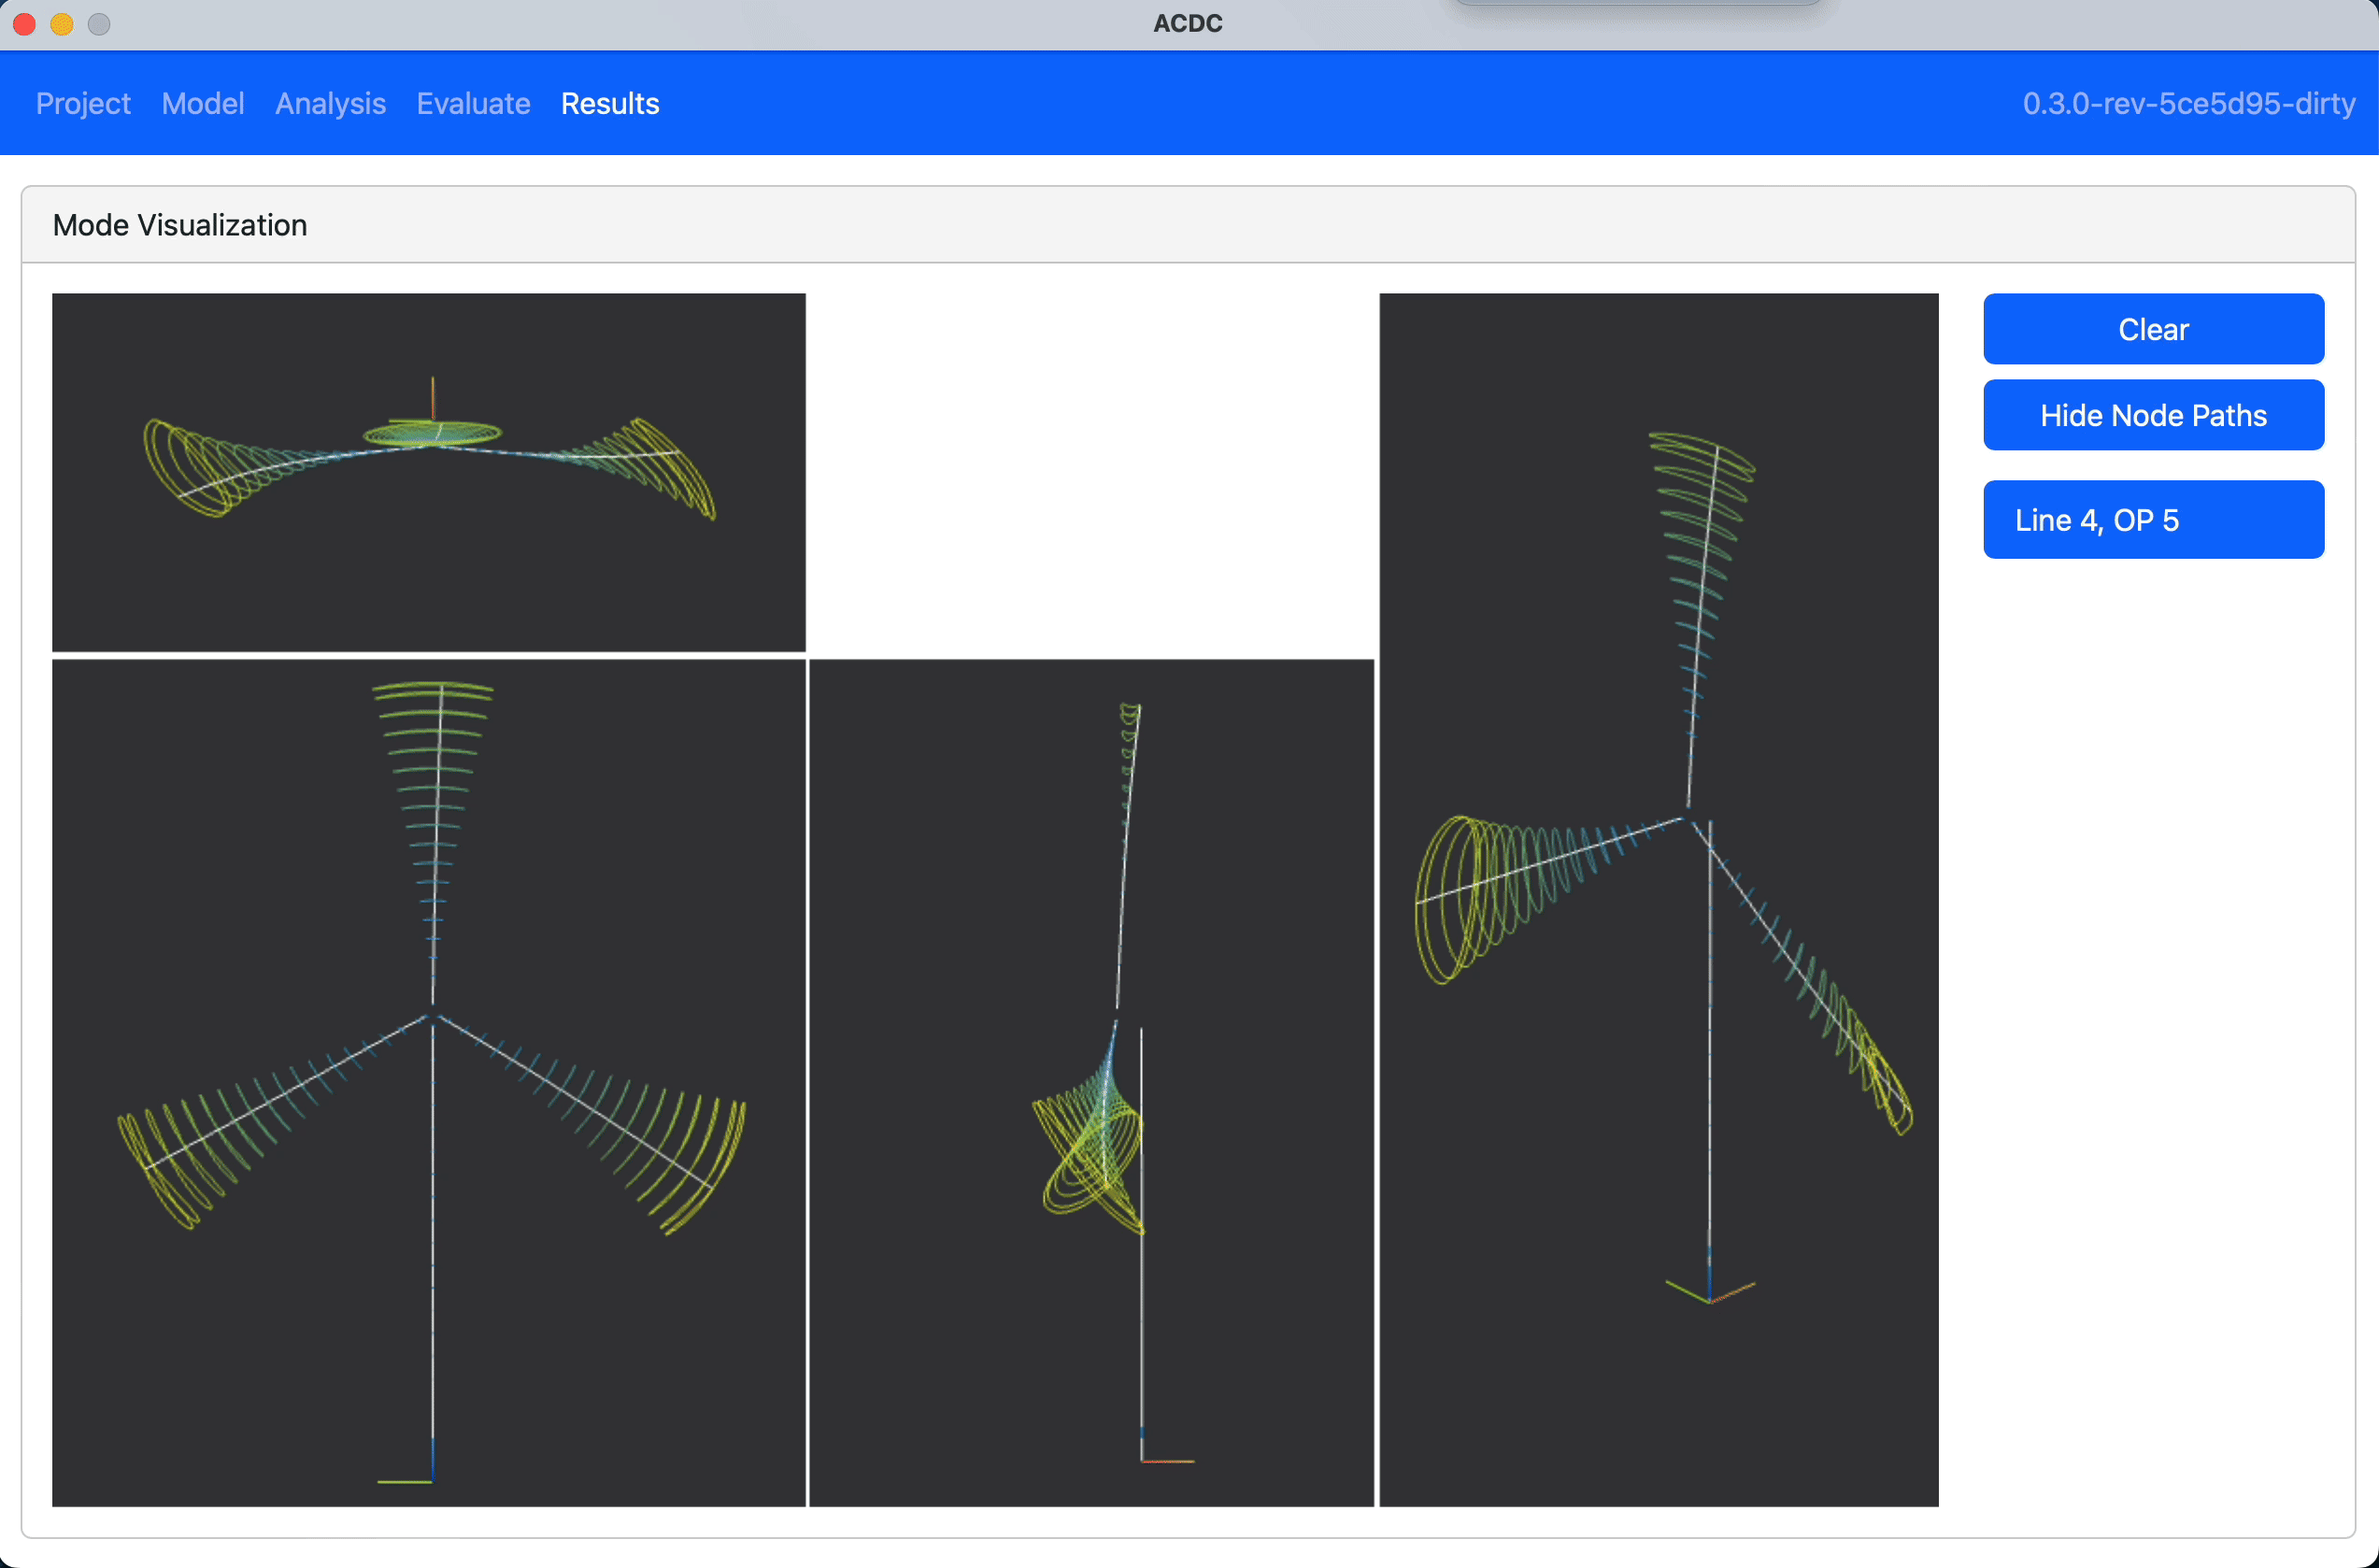 ACDC
Project Model Analysis Evaluate Results 0.3.0-rev-5ce5d95-dirty
Mode Visualization
Clear
Hide Node Paths
Line 4, OP 5